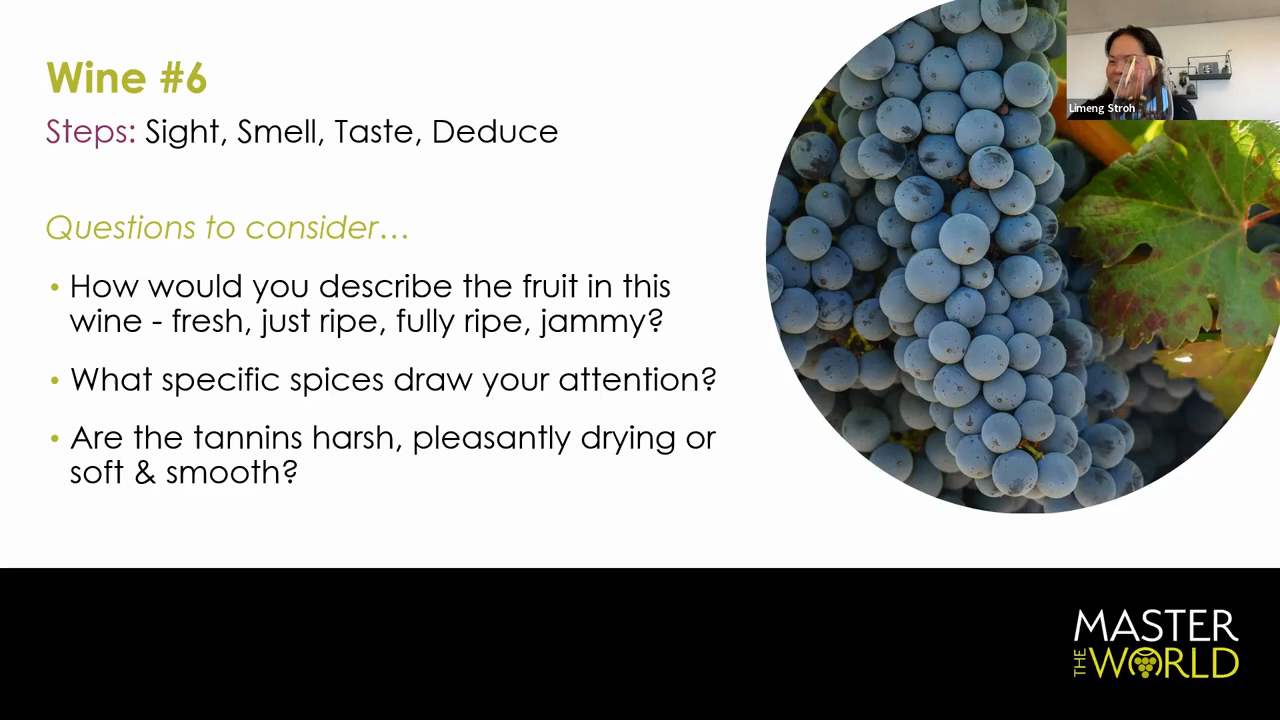 Wine #6
Steps: Sight, Smell, Taste, Deduce
Questions to consider...
• How would you describe the fruit in this
wine - fresh, just ripe, fully ripe, jammy?
• What specific spices draw your attention?
• Are the tannins harsh, pleasantly drying or
soft & smooth?
Limeng Stroh
MASTER
THE WORLD